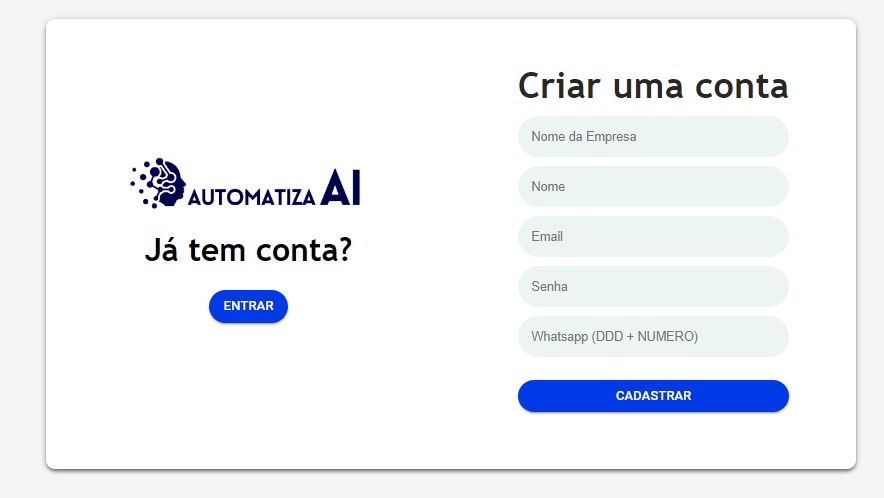 AUTOMATIZA AI
Já tem conta?
ENTRAR
Criar uma conta
Nome da Empresa
Nome
Email
Senha
Whatsapp (DDD + NUMERO)
CADASTRAR